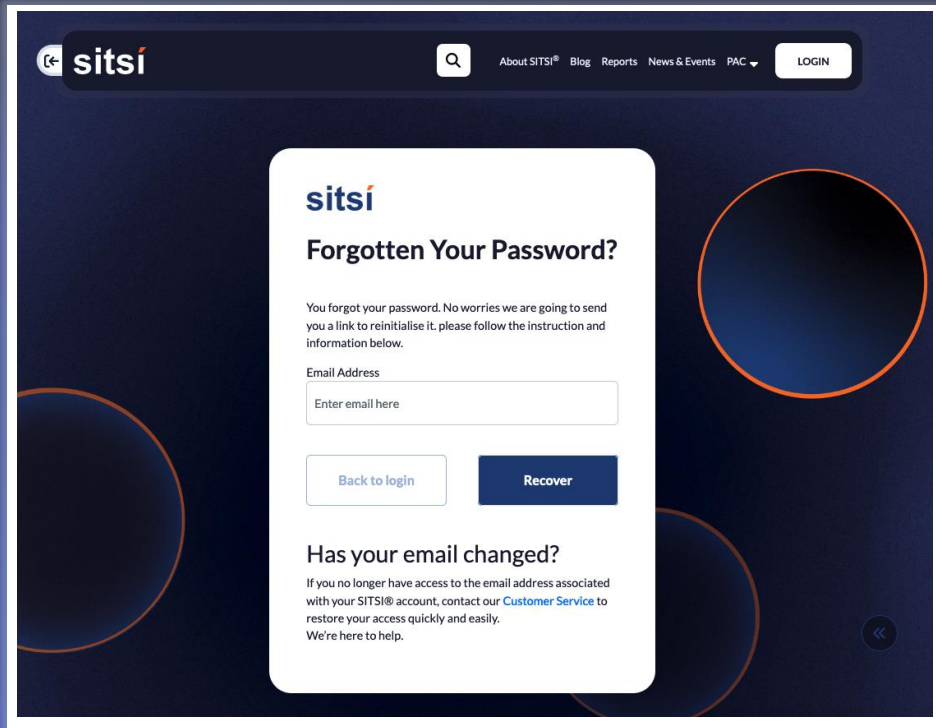 sitsí
About SITSI® Blog Reports News & Events PAC LOGIN
sitsí
Forgotten Your Password?
You forgot your password. No worries we are going to send
you a link to reinitialise it. please follow the instruction and
information below.
Email Address
Enter email here
Back to login Recover
Has your email changed?
If you no longer have access to the email address associated
with your SITSI® account, contact our Customer Service to
restore your access quickly and easily.
We're here to help.